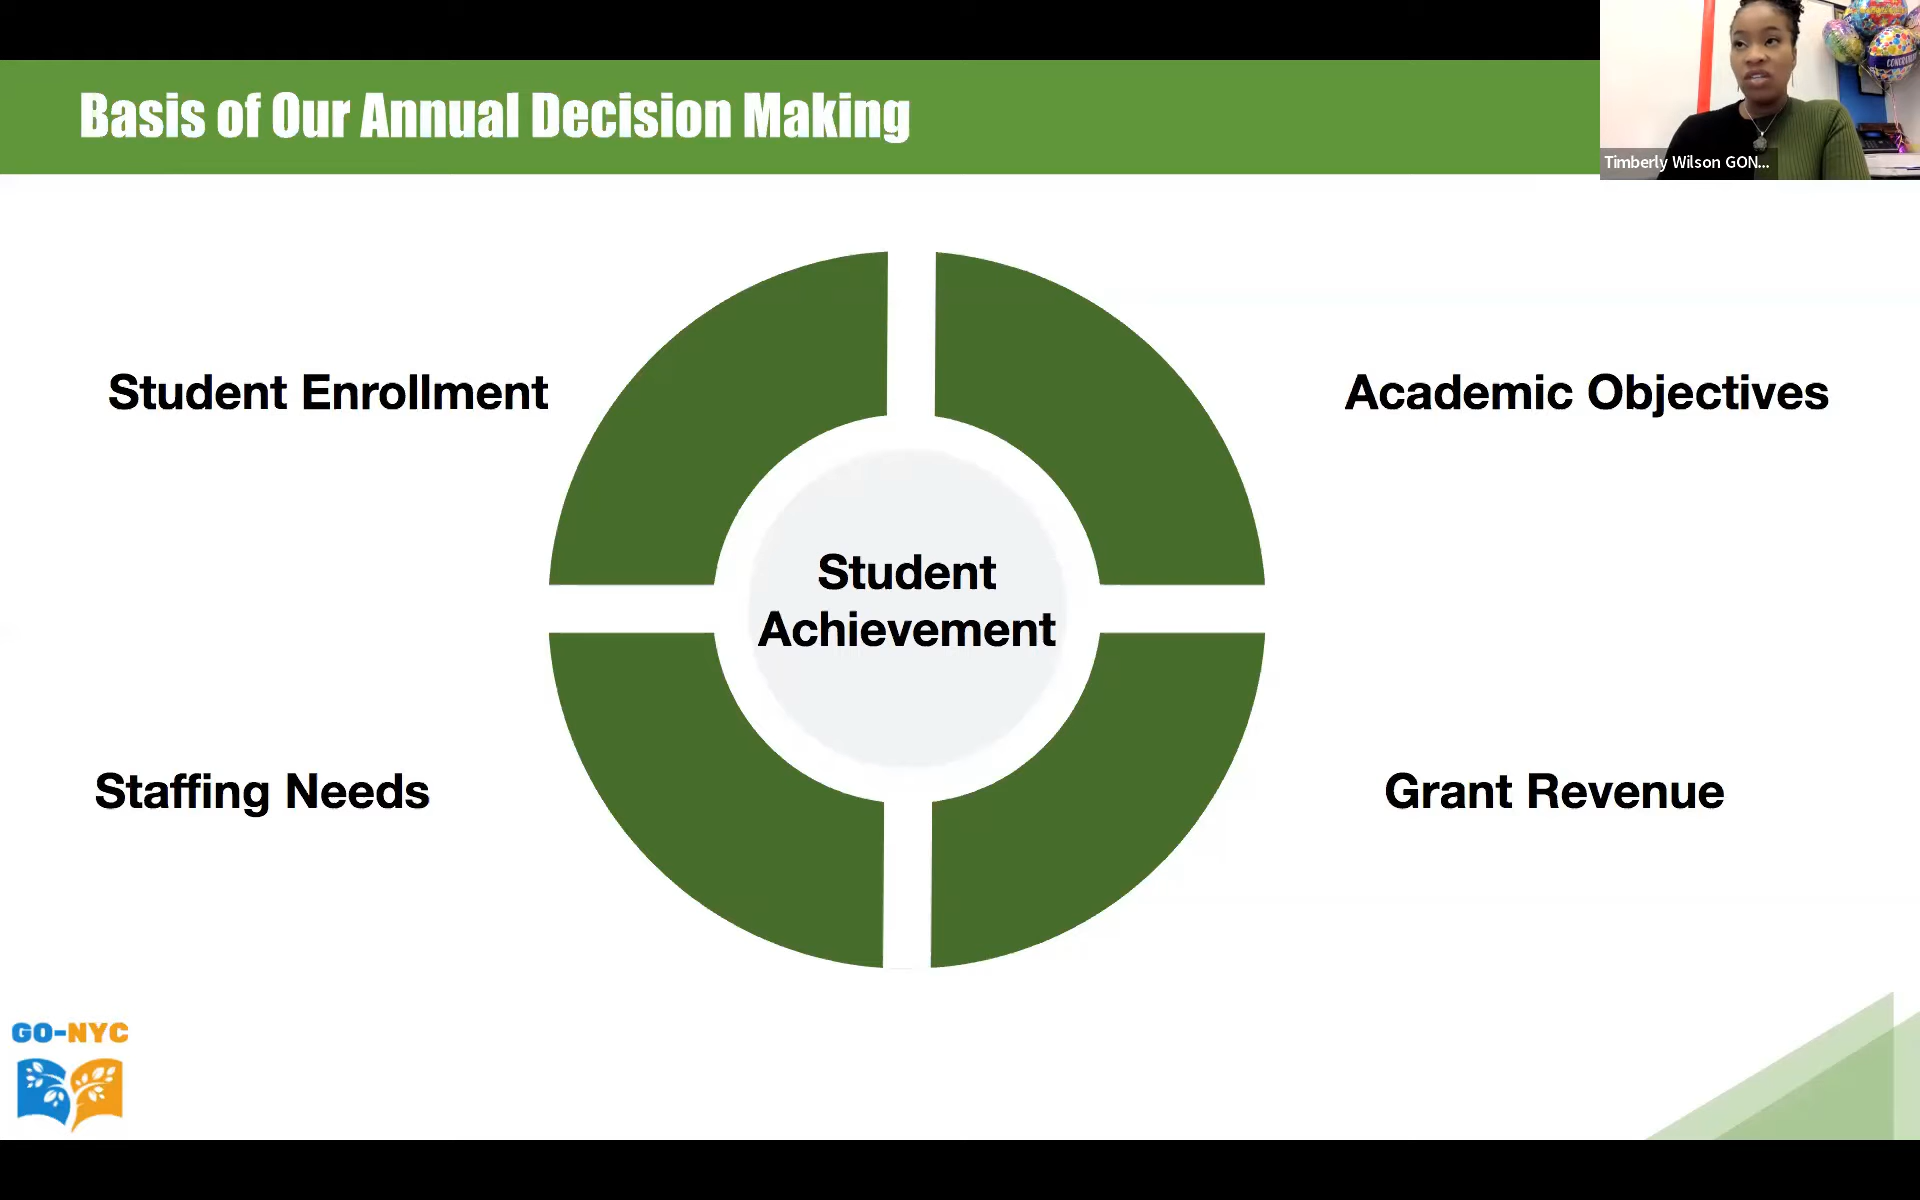 Basis of Our Annual Decision Making
Timberly Wilson GON...
Student Enrollment
Academic Objectives
Student
Achievement
Staffing Needs
Grant Revenue
GO-NYC